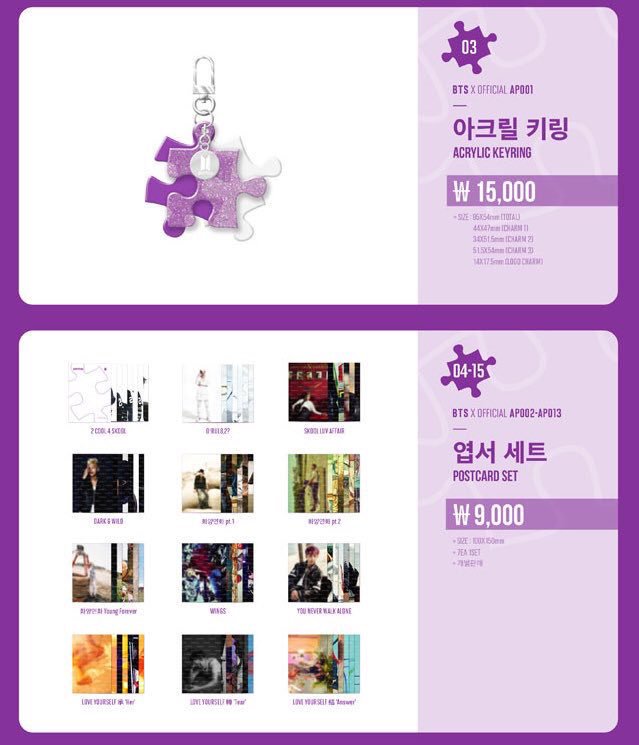 03
BTS X OFFICIAL AP001
아크릴 키링
ACRYLIC KEYRING
₩ 15,000
+ SIZE : 95X54mm (TOTAL)
44X47mm (CHARM 1)
34X51.5mm (CHARM 2)
51.5X54mm (CHARM 3)
14X17.5mm (LOGO CHARM)
04-15
BTS X OFFICIAL AP002-AP013
엽서 세트
POSTCARD SET
₩ 9,000
+ SIZE : 100X150mm
+ 7EA 1SET
+ 개별판매
2 COOL 4 SKOOL
O!RUL8,2?
SKOOL LUV AFFAIR
DARK & WILD
화양연화 pt.1
화양연화 pt.2
화양연화 Young Forever
WINGS
YOU NEVER WALK ALONE
LOVE YOURSELF 承 'Her'
LOVE YOURSELF 轉 'Tear'
LOVE YOURSELF 結 'Answer'